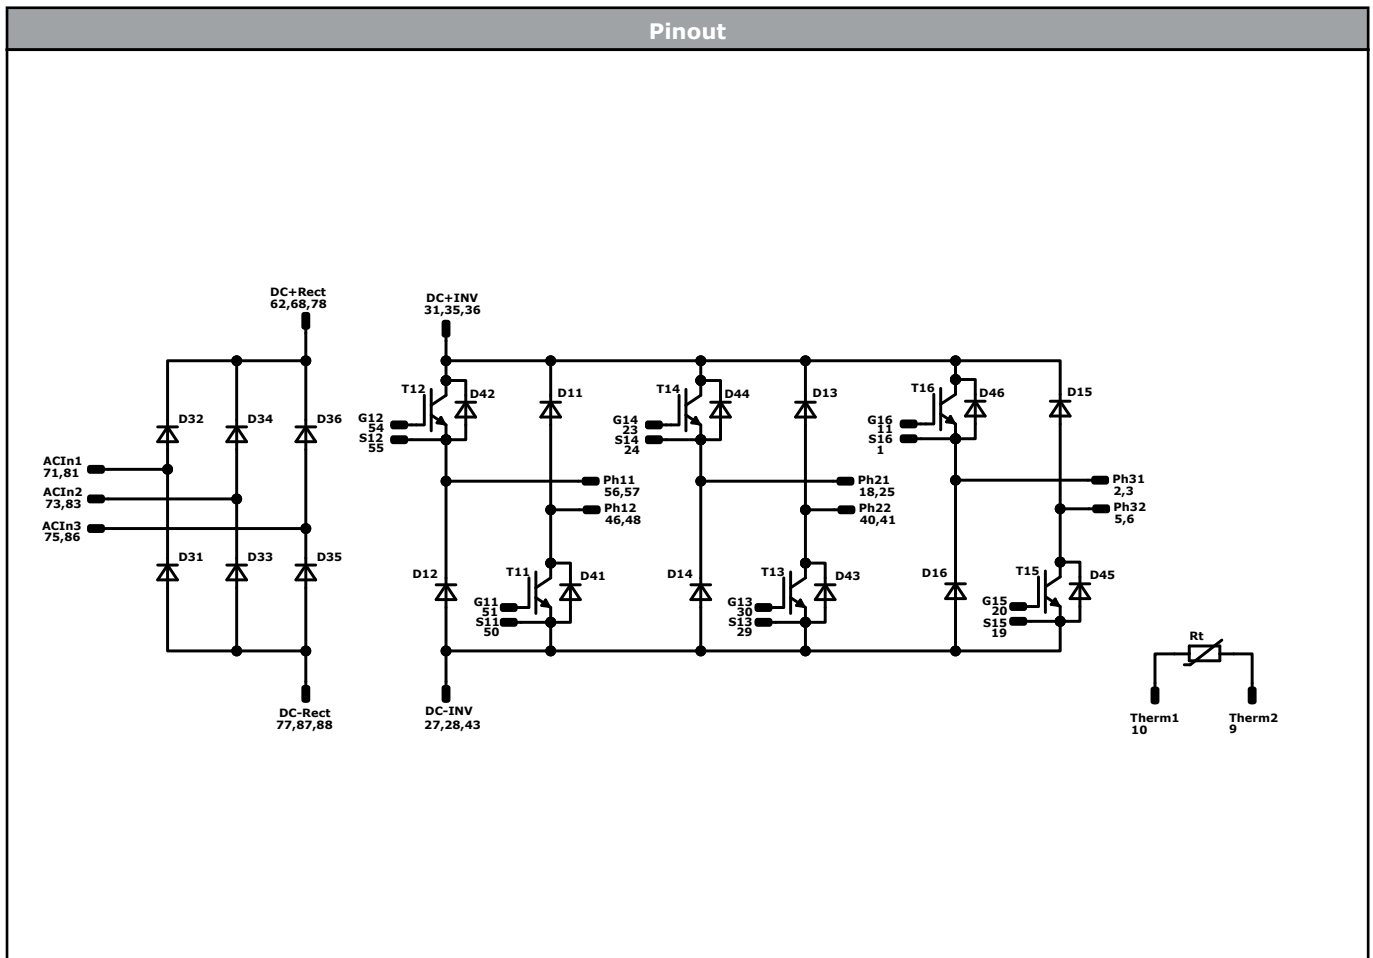 Pinout
DC+Rect
62,68,78
DC+INV
31,35,36
T12
D42
D11
T14
D44
D13
T16
D46
D15
D32
D34
D36
G12
54
S12
55
G14
23
S14
24
G16
11
S16
1
ACIn1
71,81
ACIn2
73,83
ACIn3
75,86
Ph11
56,57
Ph12
46,48
Ph21
18,25
Ph22
40,41
Ph31
2,3
Ph32
5,6
D31
D33
D35
D12
T11
D41
D14
T13
D43
D16
T15
D45
G11
51
S11
50
G13
30
S13
29
G15
20
S15
19
Rt
DC-Rect
77,87,88
DC-INV
27,28,43
Therm1
10
Therm2
9